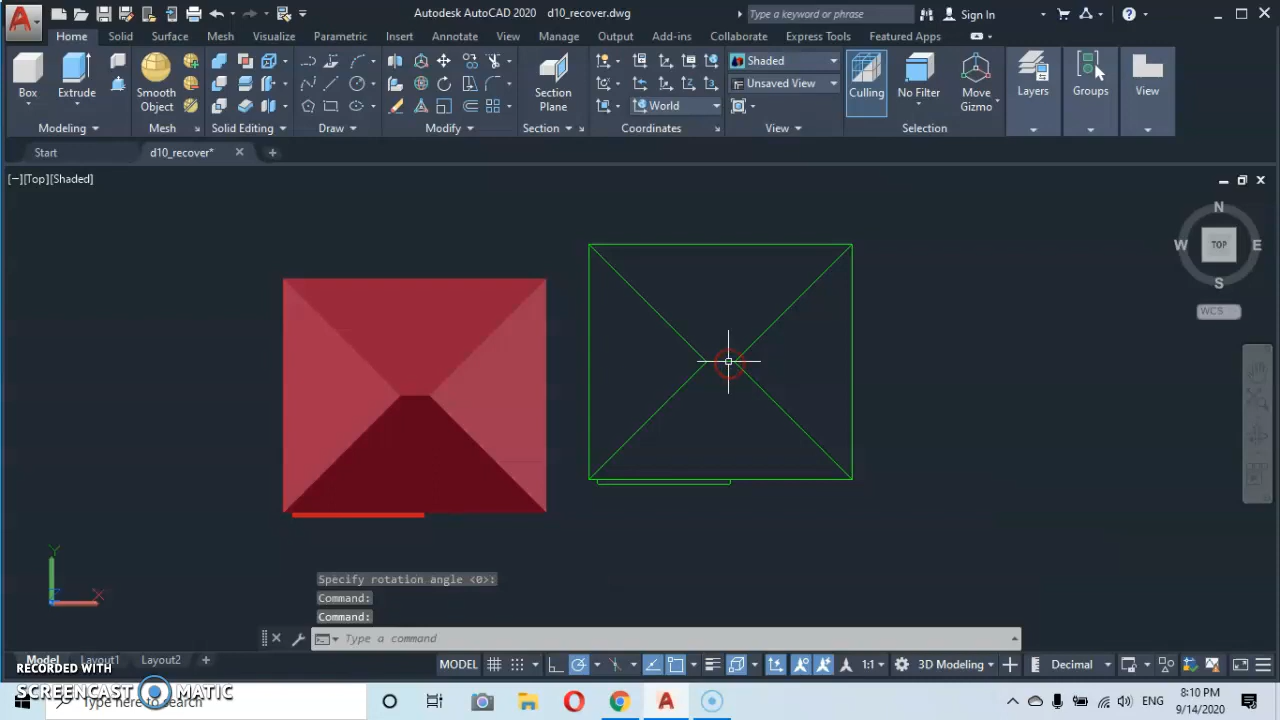 Autodesk AutoCAD 2020 d10_recover.dwg
Type a keyword or phrase
Sign In
Home Solid Surface Mesh Visualize Parametric Insert Annotate View Manage Output Add-ins Collaborate Express Tools Featured Apps
Box
Extrude
Smooth
Object
Section
Plane
World
Shaded
Unsaved View
Culling
No Filter
Move
Gizmo
Layers
Groups
View
Modeling
Mesh
Solid Editing
Draw
Modify
Section
Coordinates
View
Selection
Start
d10_recover*
[−][Top][Shaded]
N
W
TOP
E
S
WCS
Y
X
Specify rotation angle <0>:
Command:
Command:
Type a command
Model
Layout1
Layout2
MODEL
1:1
3D Modeling
Decimal
RECORDED WITH
SCREENCAST MATIC
Type here to search
ENG
8:10 PM
9/14/2020